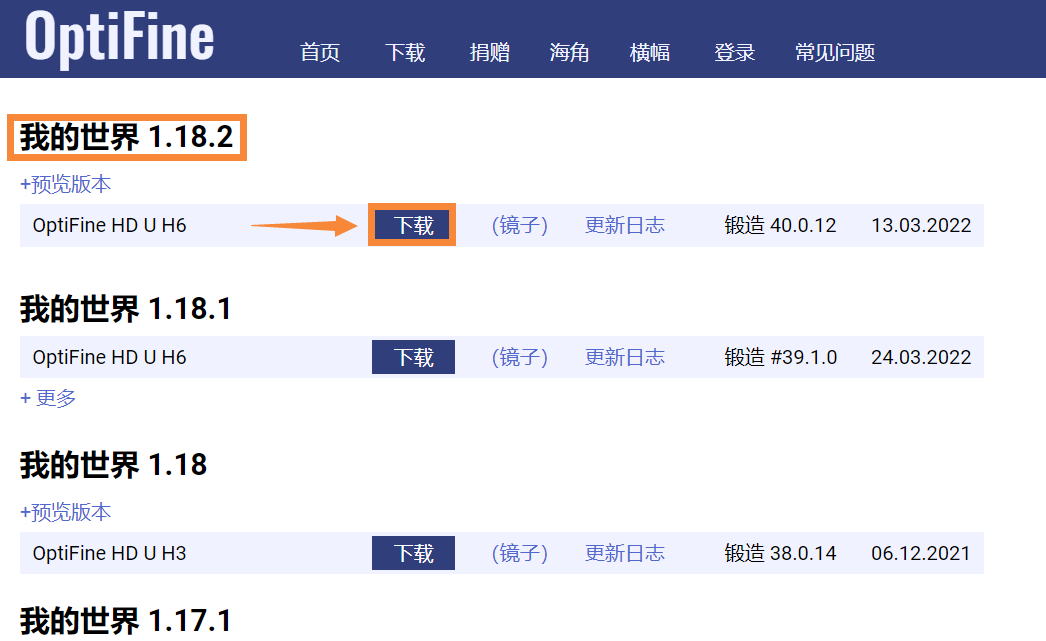 OptiFine 首页 下载 捐赠 海角 横幅 登录 常见问题
我的世界 1.18.2
+预览版本
OptiFine HD U H6 下载 (镜子) 更新日志 锻造 40.0.12 13.03.2022
我的世界 1.18.1
OptiFine HD U H6 下载 (镜子) 更新日志 锻造 #39.1.0 24.03.2022
+ 更多
我的世界 1.18
+预览版本
OptiFine HD U H3 下载 (镜子) 更新日志 锻造 38.0.14 06.12.2021
我的世界 1.17.1